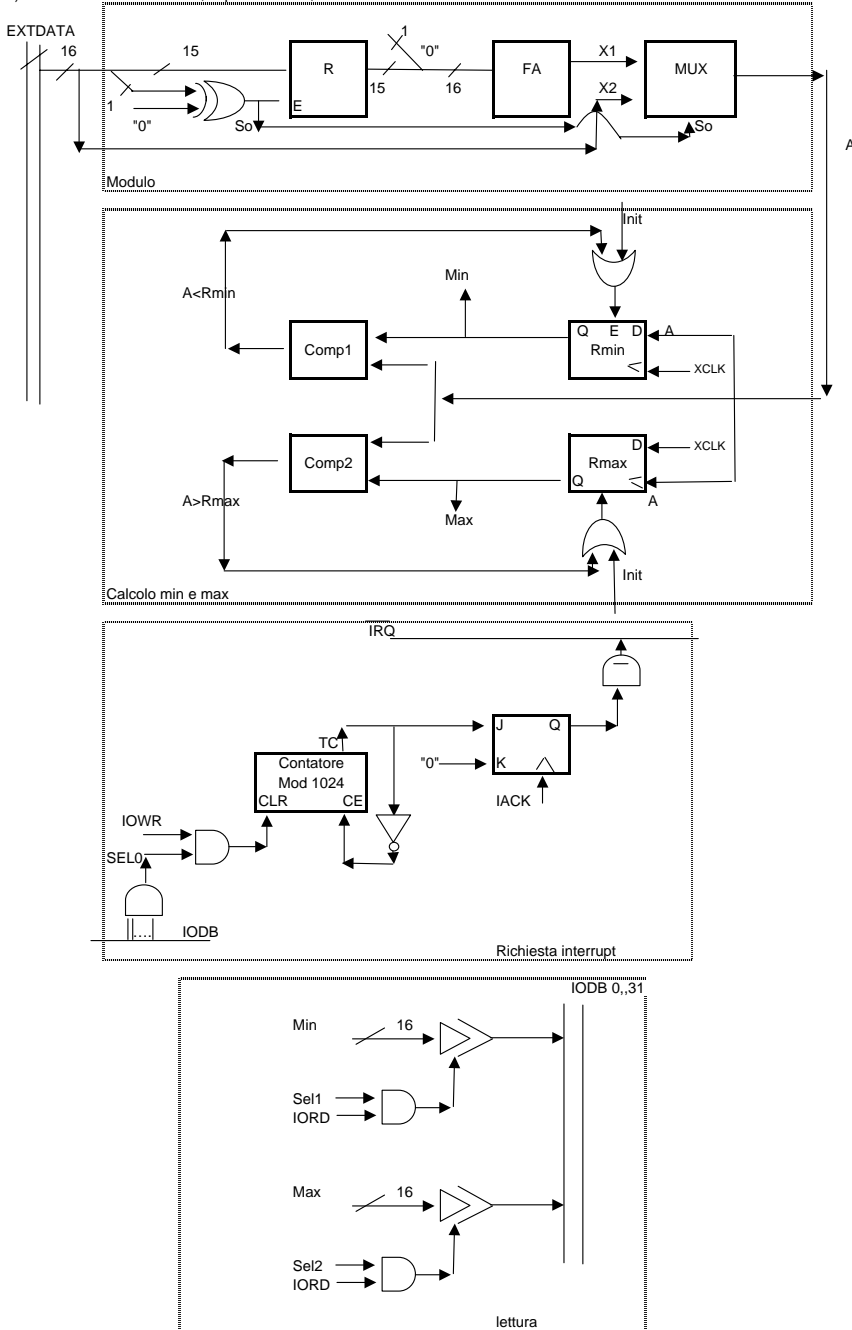 EXTDATA
16
15
1
"0"
R
E
So
1
"0"
15
16
FA
X1
X2
MUX
So
A
Modulo
Init
A<Rmin
Min
Comp1
Q E D
Rmin
A
XCLK
Comp2
D
Rmax
Q
XCLK
A
A>Rmax
Max
Init
Calcolo min e max
IRQ
TC
Contatore
Mod 1024
CLR CE
J Q
K
"0"
IACK
IOWR
SEL0
....
IODB
Richiesta interrupt
IODB 0,,31
Min
16
Sel1
IORD
Max
16
Sel2
IORD
lettura